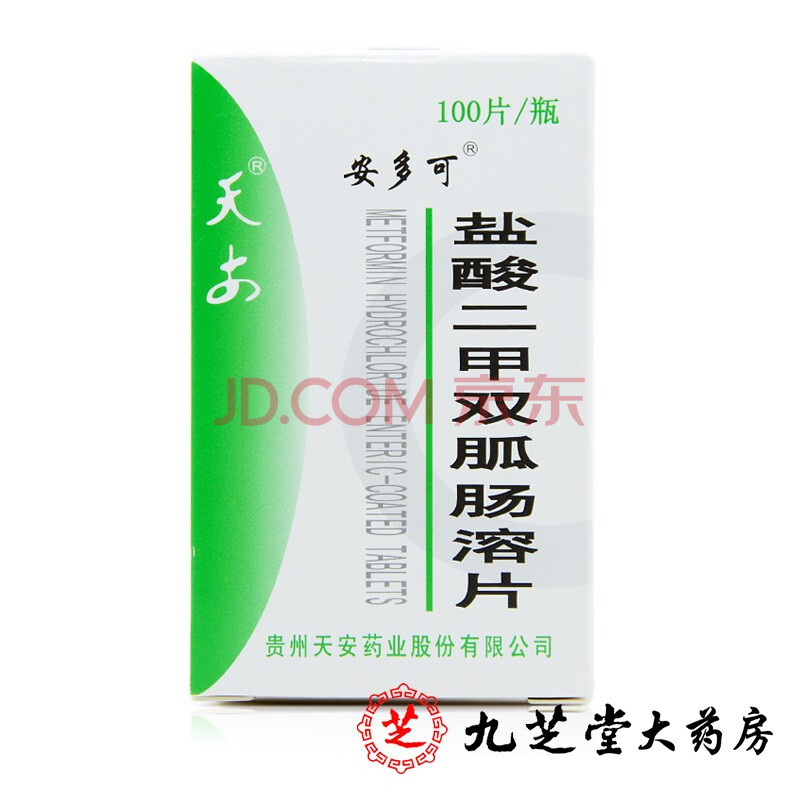 100片/瓶
安多可®
天安®
盐酸二甲双胍肠溶片
METFORMIN HYDROCHLORIDE ENTERIC-COATED TABLETS
JD.COM 京东
贵州天安药业股份有限公司
芝 九芝堂大药房